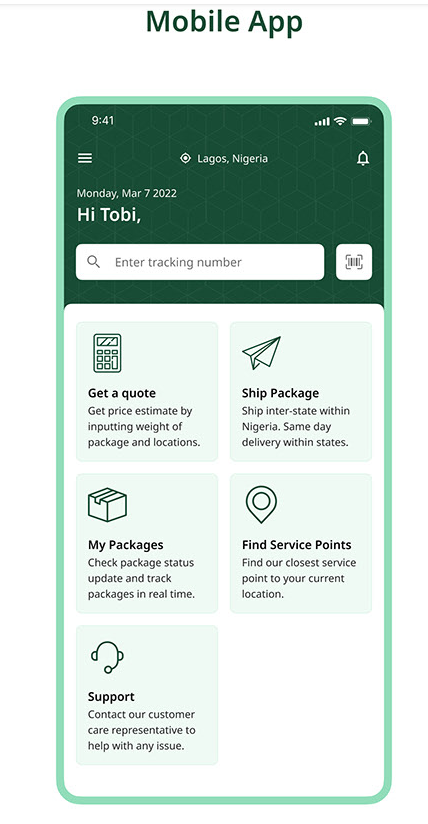 Mobile App
9:41
Lagos, Nigeria
Monday, Mar 7 2022
Hi Tobi,
Enter tracking number
Get a quote
Get price estimate by
inputting weight of
package and locations.
Ship Package
Ship inter-state within
Nigeria. Same day
delivery within states.
My Packages
Check package status
update and track
packages in real time.
Find Service Points
Find our closest service
point to your current
location.
Support
Contact our customer
care representative to
help with any issue.